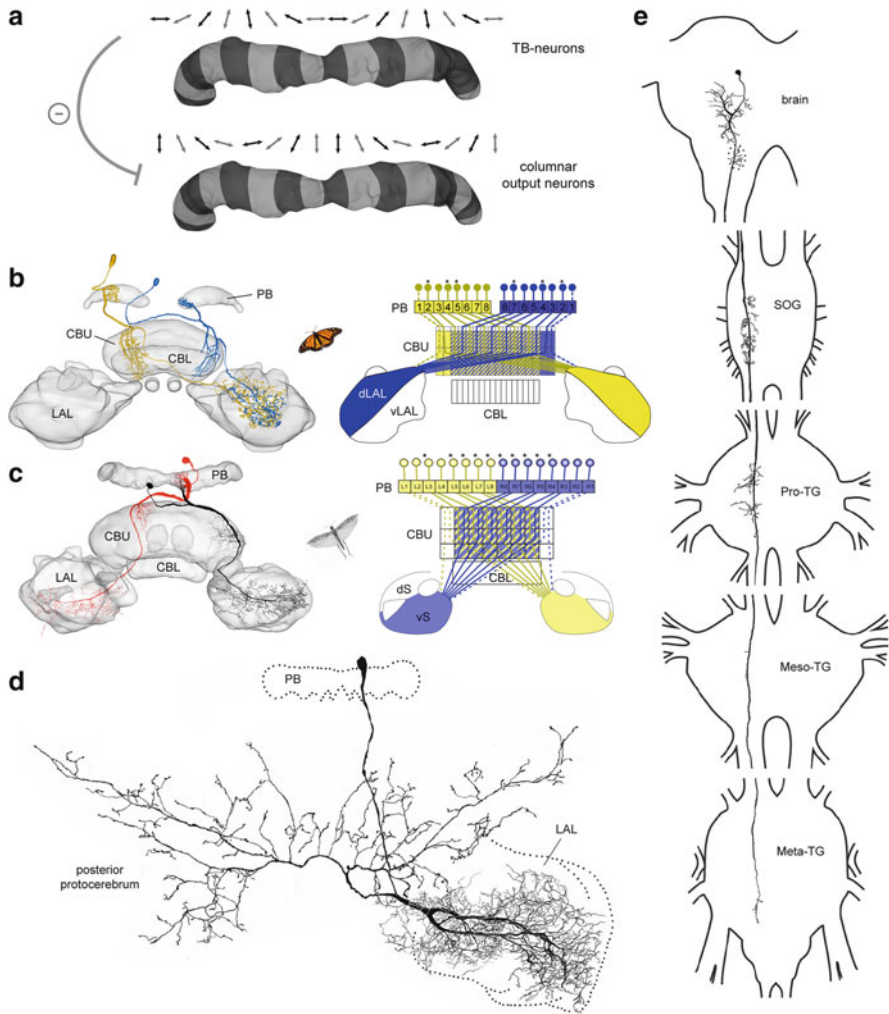 a
TB-neurons
−
columnar
output neurons
b
PB
CBU
CBL
LAL
PB 1 2 3 4 5 6 7 8 8 7 6 5 4 3 2 1
CBU
dLAL
vLAL
CBL
c
PB
CBU
LAL
CBL
PB L1 L2 L3 L4 L5 L6 L7 L8 R8 R7 R6 R5 R4 R3 R2 R1
CBU
CBL
dS
vS
d
PB
LAL
posterior
protocerebrum
e
brain
SOG
Pro-TG
Meso-TG
Meta-TG